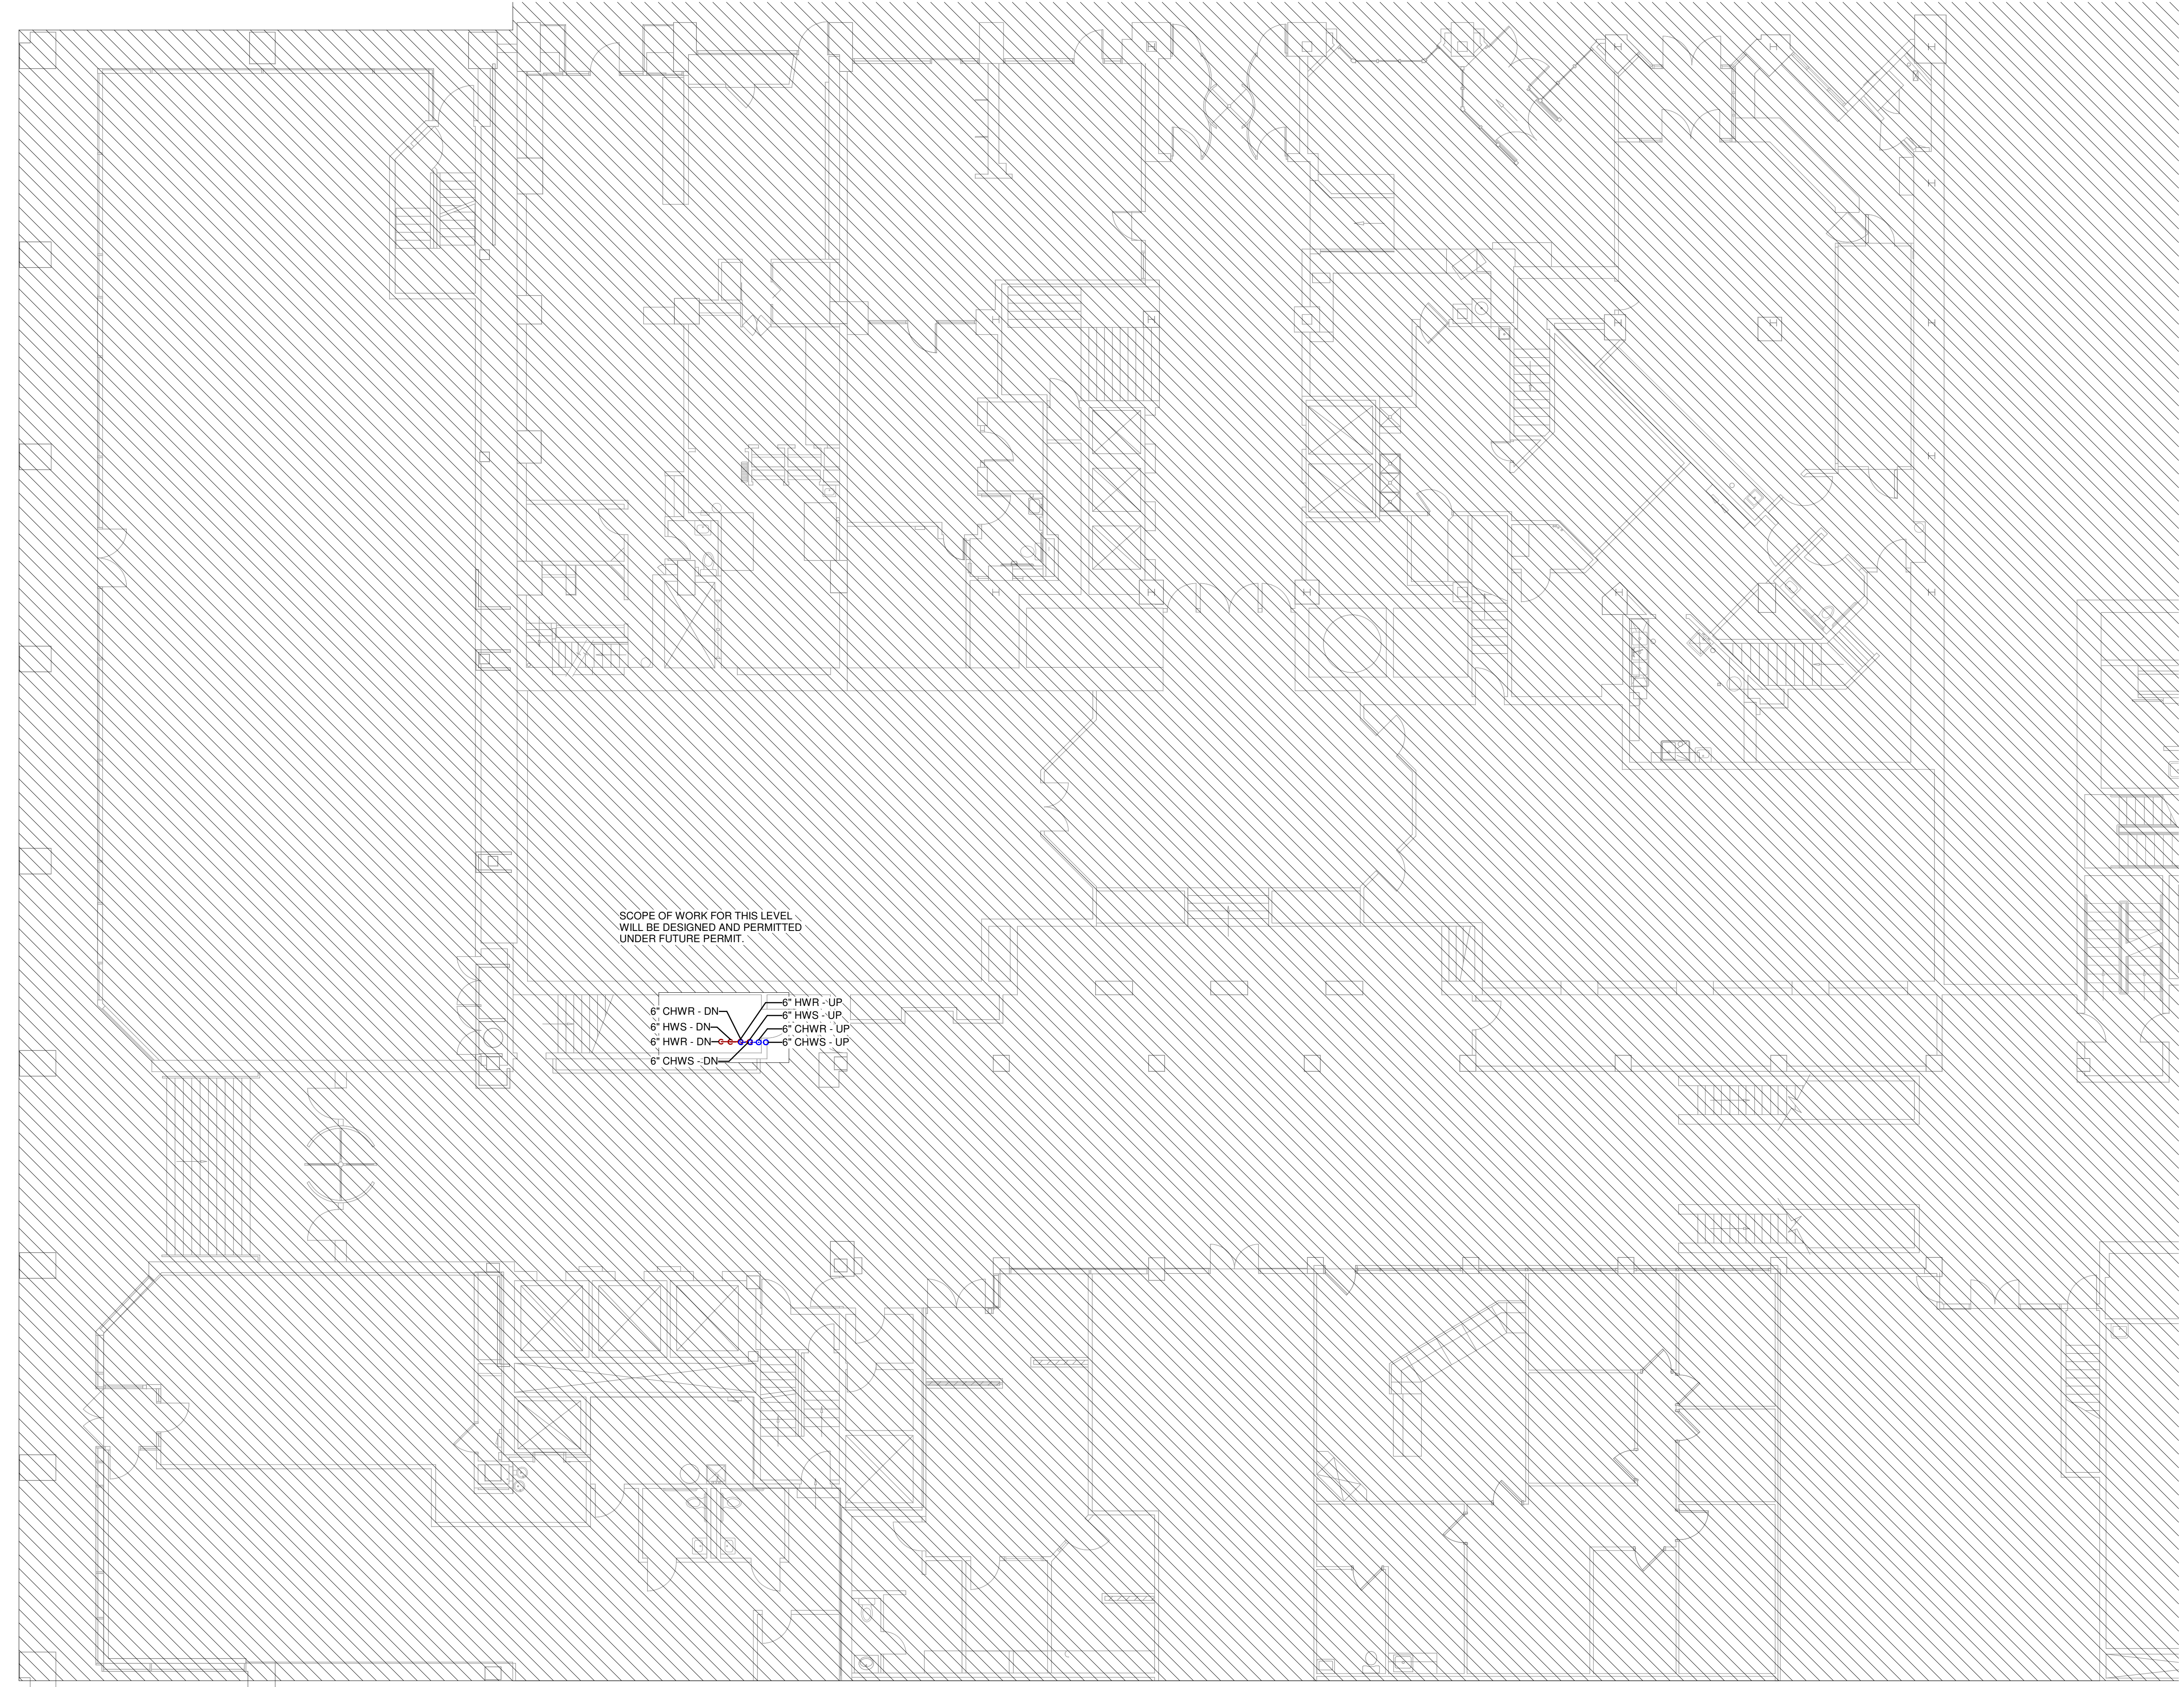 SCOPE OF WORK FOR THIS LEVEL
WILL BE DESIGNED AND PERMITTED
UNDER FUTURE PERMIT.
6" CHWR - DN
6" HWS - DN
6" HWR - DN
6" CHWS - DN
6" HWR - UP
6" HWS - UP
6" CHWR - UP
6" CHWS - UP